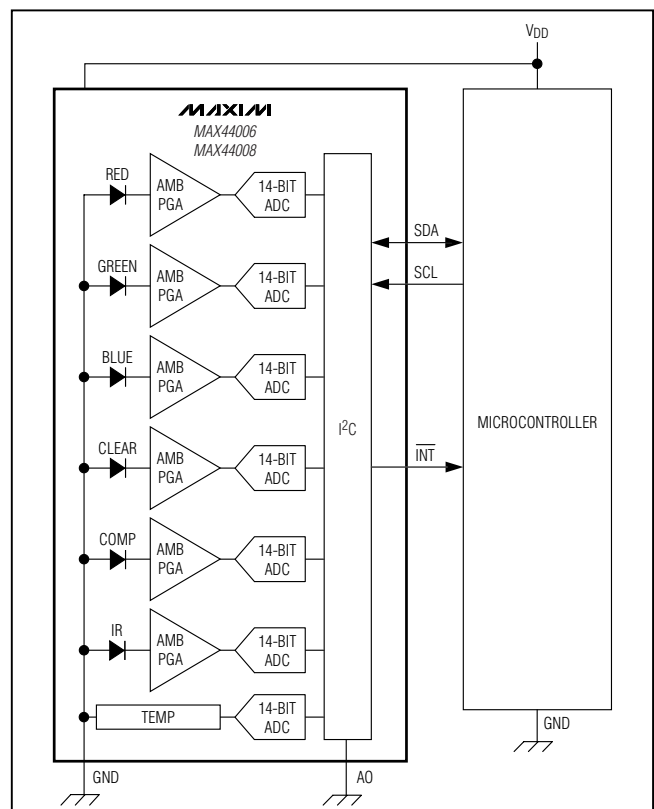 VDD
MAXIM
MAX44006
MAX44008
RED
AMB
PGA
14-BIT
ADC
GREEN
AMB
PGA
14-BIT
ADC
BLUE
AMB
PGA
14-BIT
ADC
CLEAR
AMB
PGA
14-BIT
ADC
COMP
AMB
PGA
14-BIT
ADC
IR
AMB
PGA
14-BIT
ADC
TEMP
14-BIT
ADC
I²C
SDA
SCL
INT
MICROCONTROLLER
GND
A0
GND